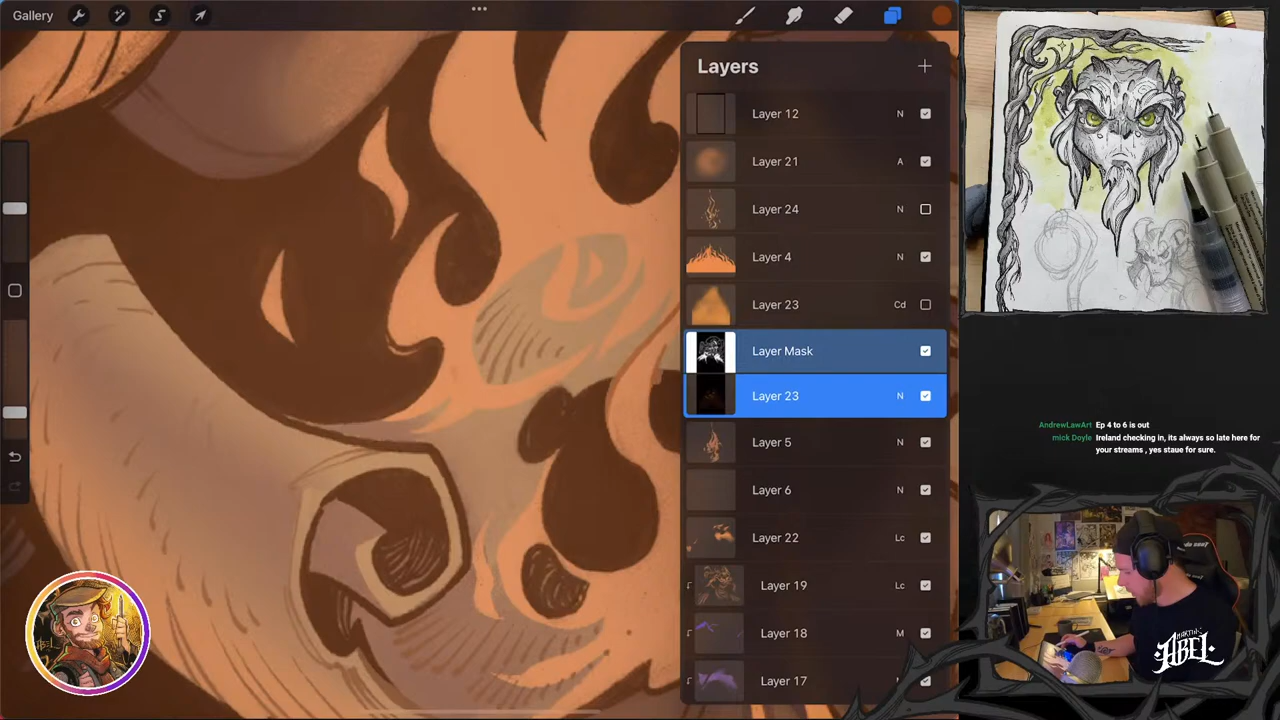 Gallery
Layers
Layer 12 N
Layer 21 A
Layer 24 N
Layer 4 N
Layer 23 Cd
Layer Mask
Layer 23 N
Layer 5 N
Layer 6 N
Layer 22 Lc
Layer 19 Lc
Layer 18 M
Layer 17
AndrewLawArt Ep 4 to 6 is out
mick Doyle Ireland checking in, its always so late here for
your streams , yes staue for sure.
MARTIN
ABEL